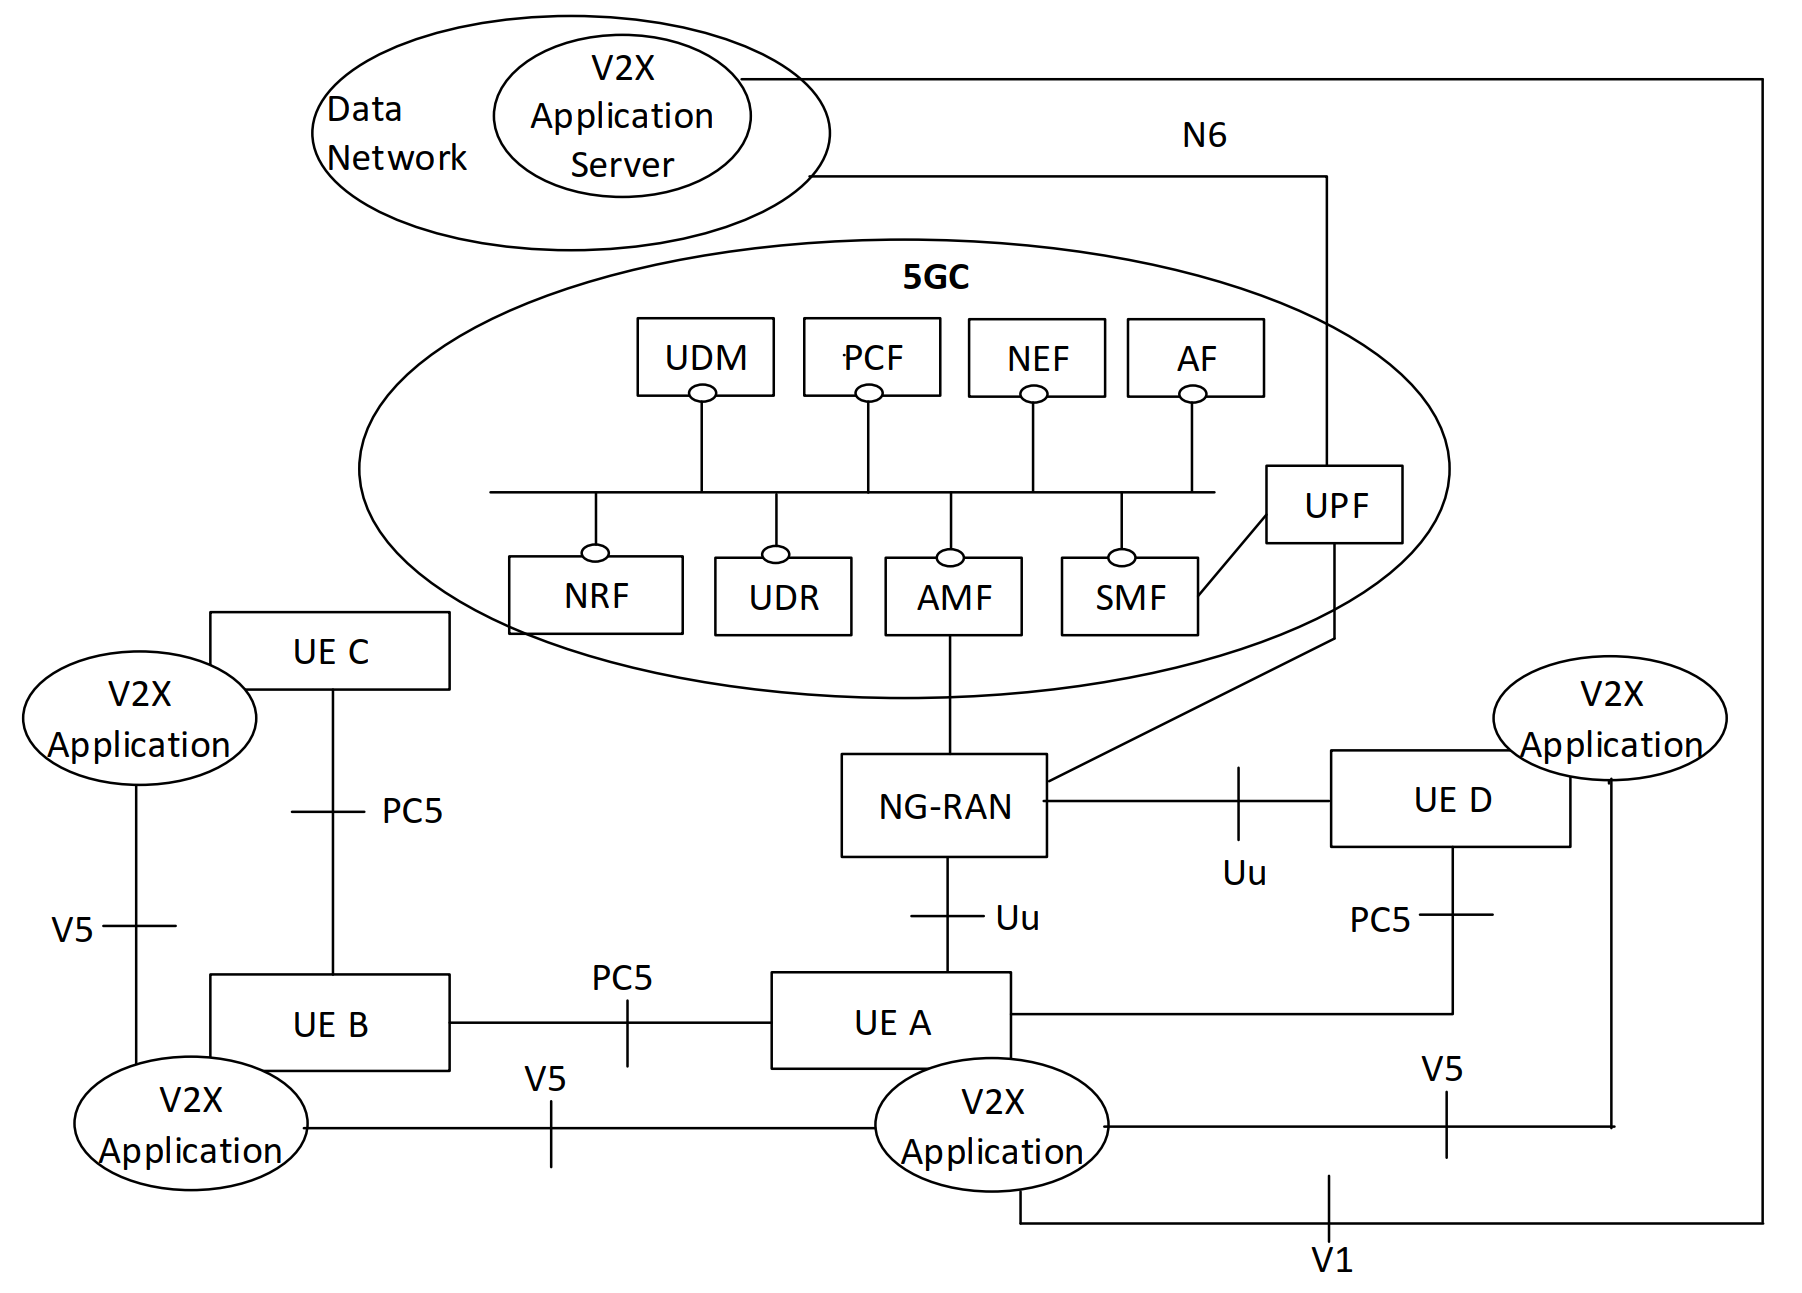 V2X
Application
Server
Data
Network
N6
5GC
UDM
PCF
NEF
AF
UPF
NRF
UDR
AMF
SMF
UE C
V2X
Application
V2X
Application
PC5
NG-RAN
UE D
Uu
V5
Uu
PC5
PC5
UE B
UE A
V5
V5
V2X
Application
V2X
Application
V1